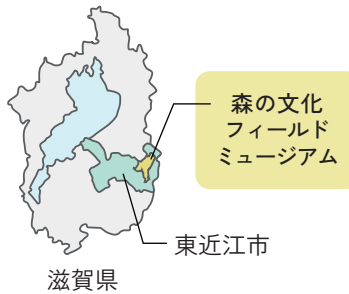 森の文化
フィールド
ミュージアム
東近江市
滋賀県